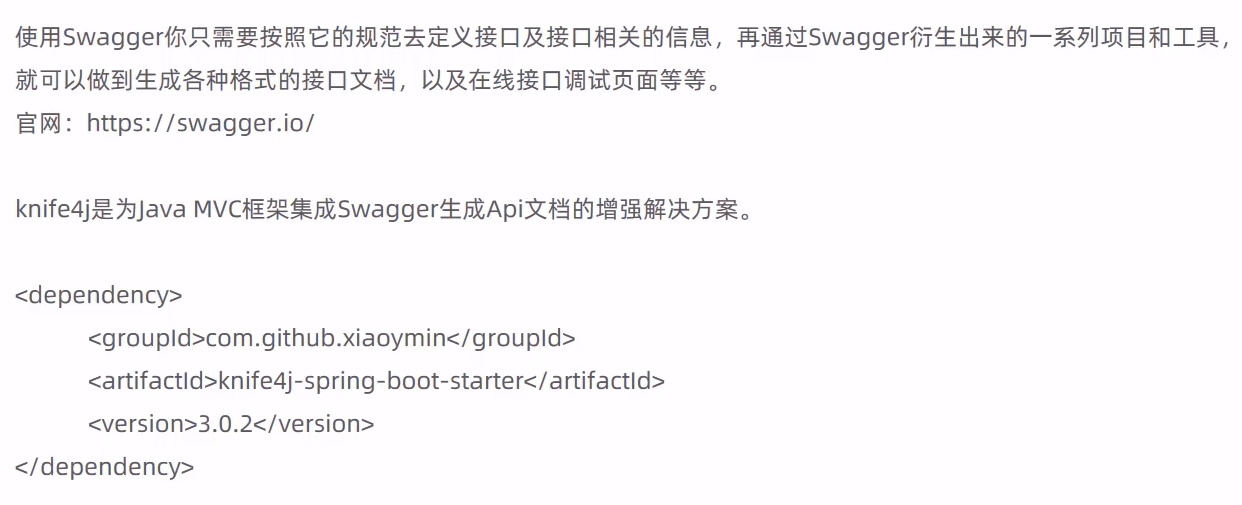 使用Swagger你只需要按照它的规范去定义接口及接口相关的信息，再通过Swagger衍生出来的一系列项目和工具，
就可以做到生成各种格式的接口文档，以及在线接口调试页面等等。
官网：https://swagger.io/
knife4j是为Java MVC框架集成Swagger生成Api文档的增强解决方案。
<dependency>
<groupId>com.github.xiaoymin</groupId>
<artifactId>knife4j-spring-boot-starter</artifactId>
<version>3.0.2</version>
</dependency>